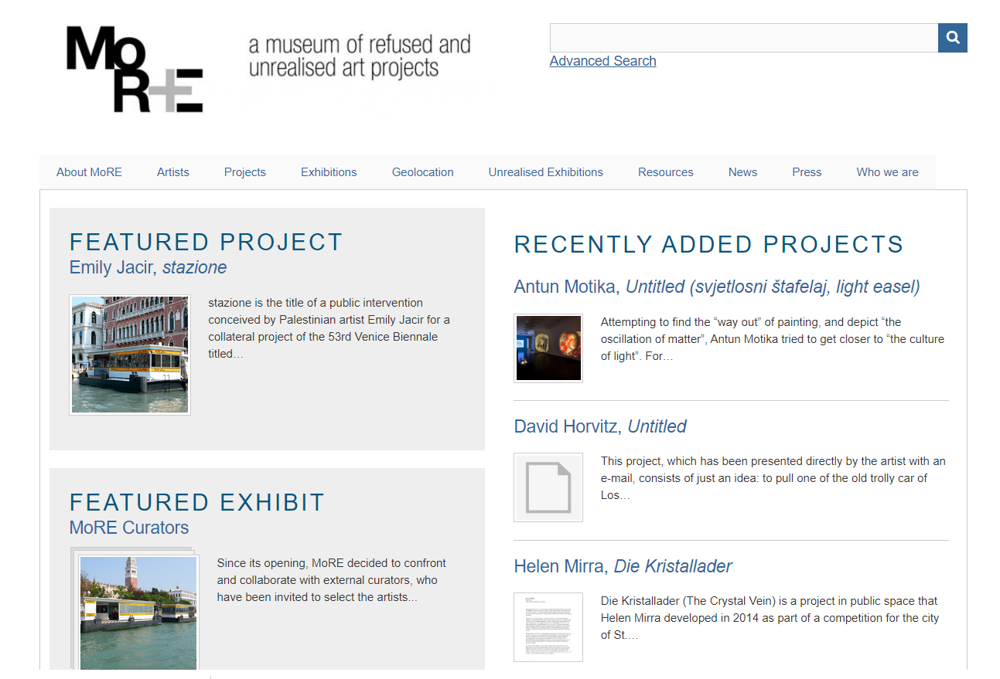 MoRE
a museum of refused and
unrealised art projects
Advanced Search
About MoRE Artists Projects Exhibitions Geolocation Unrealised Exhibitions Resources News Press Who we are
FEATURED PROJECT
Emily Jacir, stazione
stazione is the title of a public intervention
conceived by Palestinian artist Emily Jacir for a
collateral project of the 53rd Venice Biennale
titled…
FEATURED EXHIBIT
MoRE Curators
Since its opening, MoRE decided to confront
and collaborate with external curators, who
have been invited to select the artists...
RECENTLY ADDED PROJECTS
Antun Motika, Untitled (svjetlosni štafelaj, light easel)
Attempting to find the “way out” of painting, and depict “the
oscillation of matter”, Antun Motika tried to get closer to “the culture
of light”. For…
David Horvitz, Untitled
This project, which has been presented directly by the artist with an
e-mail, consists of just an idea: to pull one of the old trolly car of
Los…
Helen Mirra, Die Kristallader
Die Kristallader (The Crystal Vein) is a project in public space that
Helen Mirra developed in 2014 as part of a competition for the city
of St.…